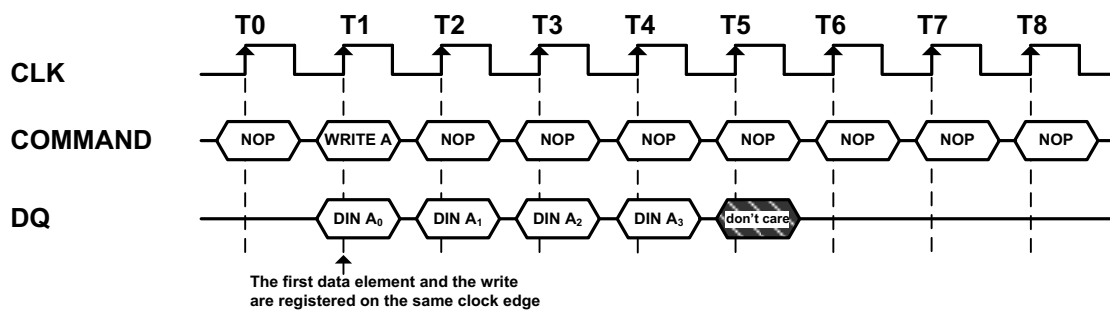 T0 T1 T2 T3 T4 T5 T6 T7 T8
CLK
COMMAND NOP WRITE A NOP NOP NOP NOP NOP NOP NOP
DQ DIN A₀ DIN A₁ DIN A₂ DIN A₃ don't care
The first data element and the write
are registered on the same clock edge